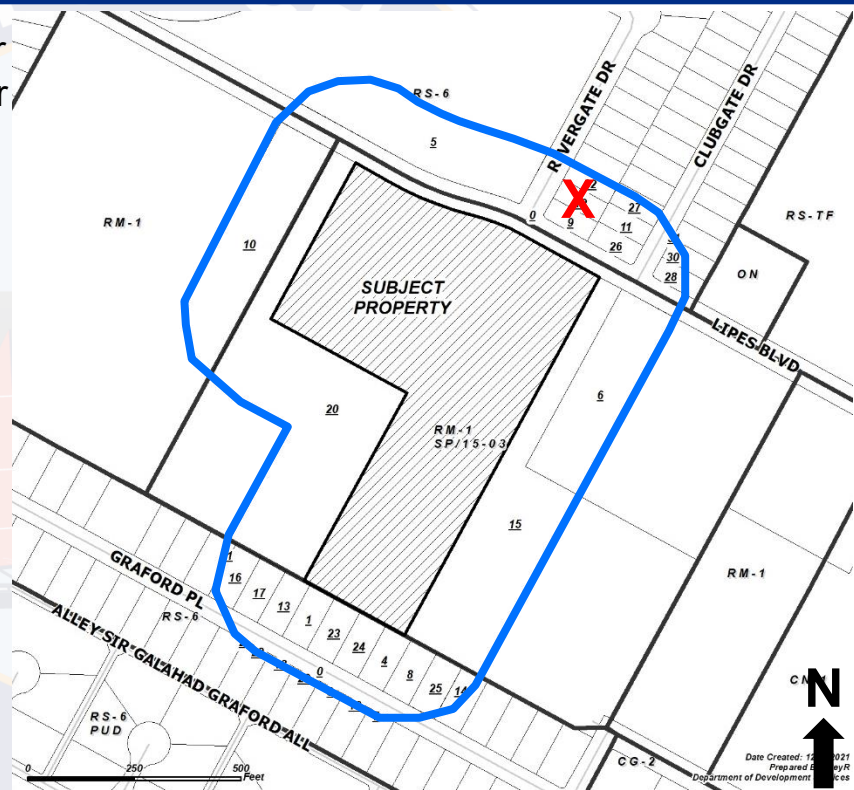 r
r
RS-6
5
RIVERGATE DR
CLUBGATE DR
X
27
9
11
26
0
30
28
RS-TF
ON
LIPES BLVD
RM-1
10
SUBJECT
PROPERTY
20
RM-1
SP/15-03
6
15
RM-1
GRAFORD PL
1
16
17
13
1
23
24
4
8
25
14
0
RS-6
ALLEY SIR GALAHAD GRAFORD ALL
RS-6
PUD
CG-2
N
0 250 500
Feet
Date Created:
Prepared
Department of Development